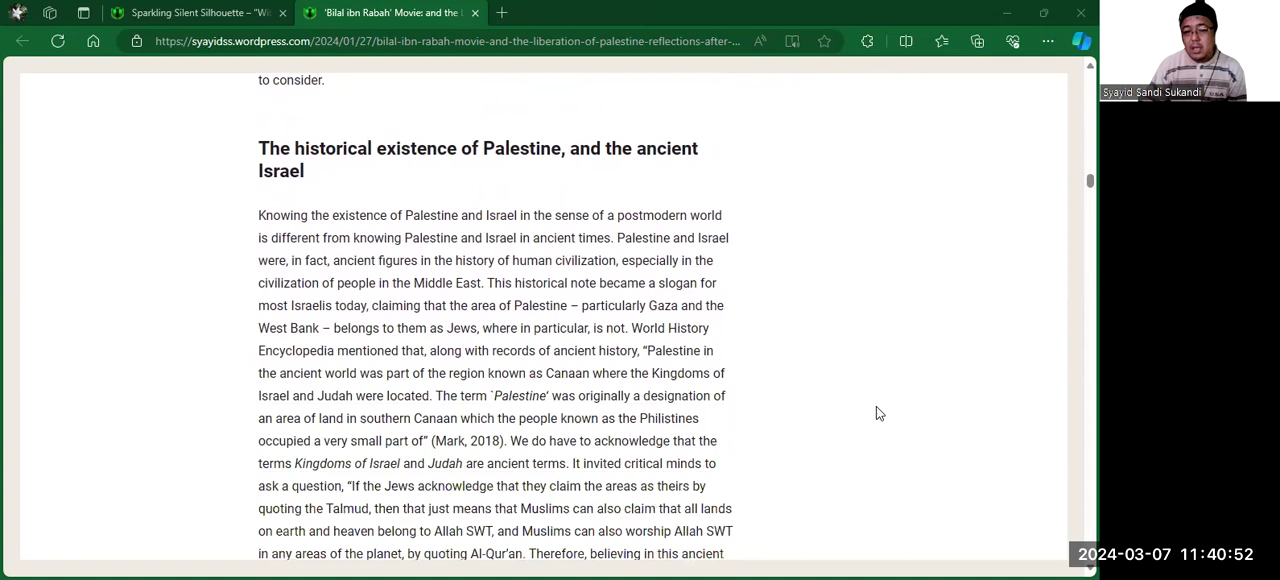 Sparkling Silent Silhouette – "Wi
'Bilal ibn Rabah' Movie: and the L
https://syayidss.wordpress.com/2024/01/27/bilal-ibn-rabah-movie-and-the-liberation-of-palestine-reflections-after-...
Syayid Sandi Sukandi
USA
to consider.
The historical existence of Palestine, and the ancient
Israel
Knowing the existence of Palestine and Israel in the sense of a postmodern world
is different from knowing Palestine and Israel in ancient times. Palestine and Israel
were, in fact, ancient figures in the history of human civilization, especially in the
civilization of people in the Middle East. This historical note became a slogan for
most Israelis today, claiming that the area of Palestine – particularly Gaza and the
West Bank – belongs to them as Jews, where in particular, is not. World History
Encyclopedia mentioned that, along with records of ancient history, “Palestine in
the ancient world was part of the region known as Canaan where the Kingdoms of
Israel and Judah were located. The term `Palestine’ was originally a designation of
an area of land in southern Canaan which the people known as the Philistines
occupied a very small part of” (Mark, 2018). We do have to acknowledge that the
terms Kingdoms of Israel and Judah are ancient terms. It invited critical minds to
ask a question, “If the Jews acknowledge that they claim the areas as theirs by
quoting the Talmud, then that just means that Muslims can also claim that all lands
on earth and heaven belong to Allah SWT, and Muslims can also worship Allah SWT
in any areas of the planet, by quoting Al-Qur’an. Therefore, believing in this ancient
2024-03-07 11:40:52